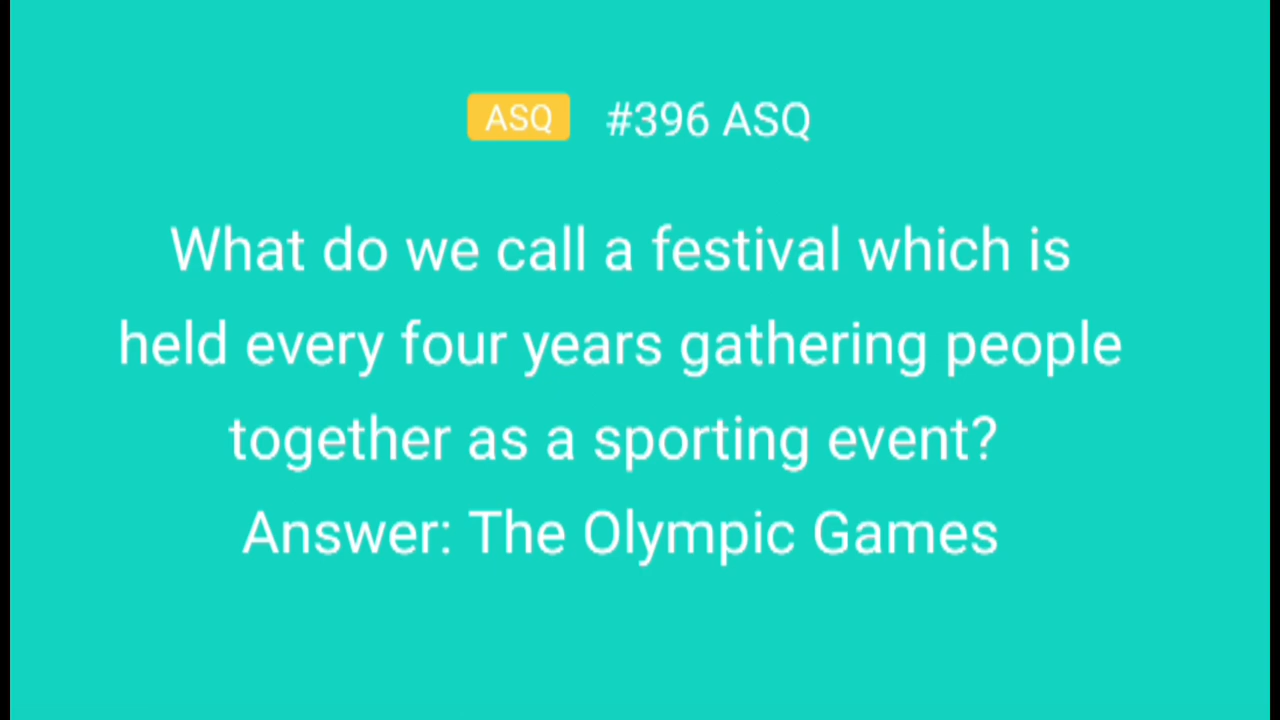 ASQ #396 ASQ
What do we call a festival which is
held every four years gathering people
together as a sporting event?
Answer: The Olympic Games